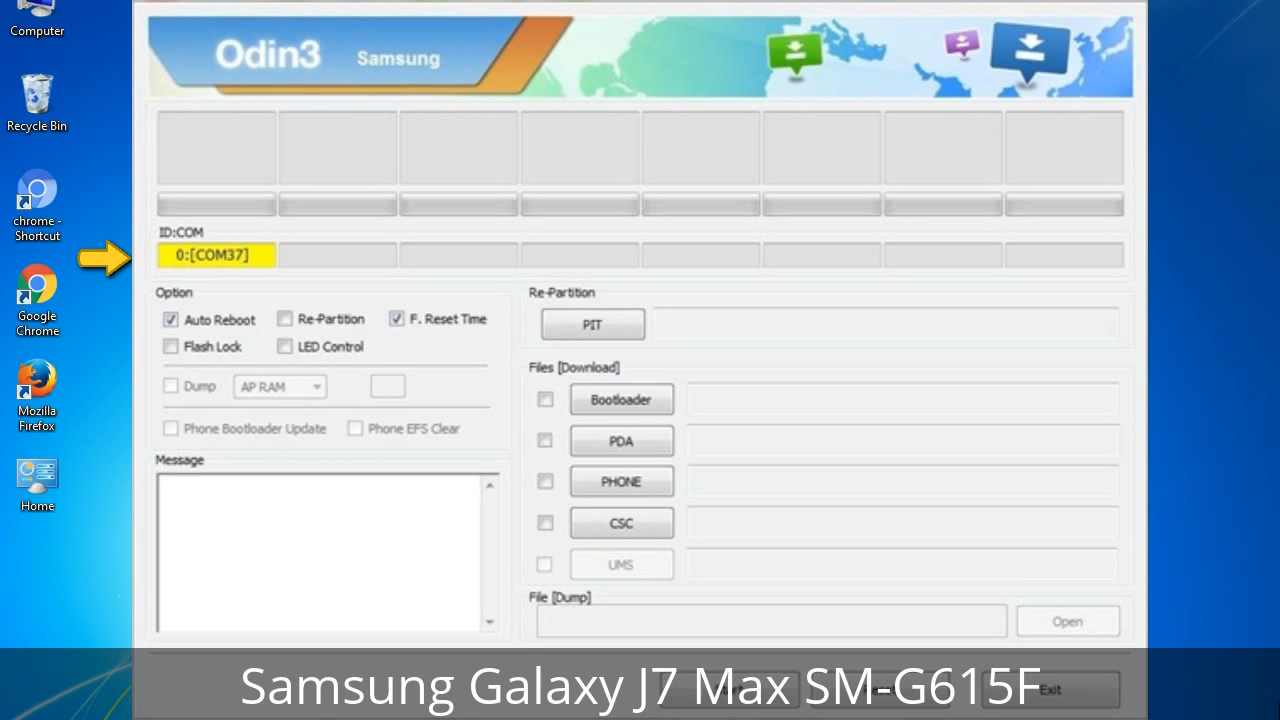 Computer
Recycle Bin
chrome -
Shortcut
Google
Chrome
Mozilla
Firefox
Home
Odin3 Samsung
ID:COM
0:[COM37]
Option
Auto Reboot Re-Partition F. Reset Time
Flash Lock LED Control
Dump AP RAM
Phone Bootloader Update Phone EFS Clear
Message
Re-Partition
PIT
Files [Download]
Bootloader
PDA
PHONE
CSC
UMS
File [Dump]
Open
Exit
Samsung Galaxy J7 Max SM-G615F